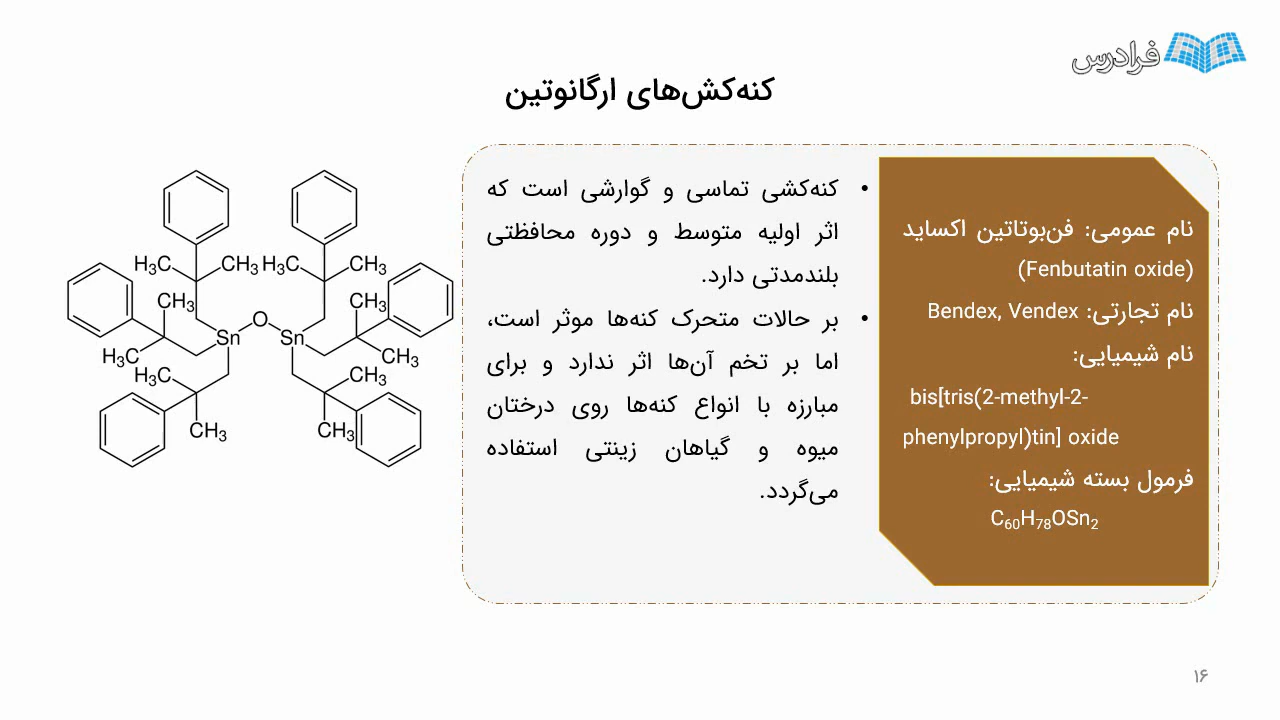 فرادرس
کنه‌کش‌های ارگانوتین
نام عمومی: فن‌بوتاتین اکساید
(Fenbutatin oxide)
نام تجارتی: Bendex, Vendex
نام شیمیایی:
bis[tris(2-methyl-2-
phenylpropyl)tin] oxide
فرمول بسته شیمیایی:
C₆₀H₇₈OSn₂
• کنه‌کشی تماسی و گوارشی است که
اثر اولیه متوسط و دوره محافظتی
بلندمدتی دارد.
• بر حالات متحرک کنه‌ها موثر است،
اما بر تخم آن‌ها اثر ندارد و برای
مبارزه با انواع کنه‌ها روی درختان
میوه و گیاهان زینتی استفاده
می‌گردد.
H₃C CH₃ H₃C CH₃
CH₃ CH₃
O
Sn Sn
H₃C CH₃
H₃C CH₃
CH₃ CH₃
۱۶